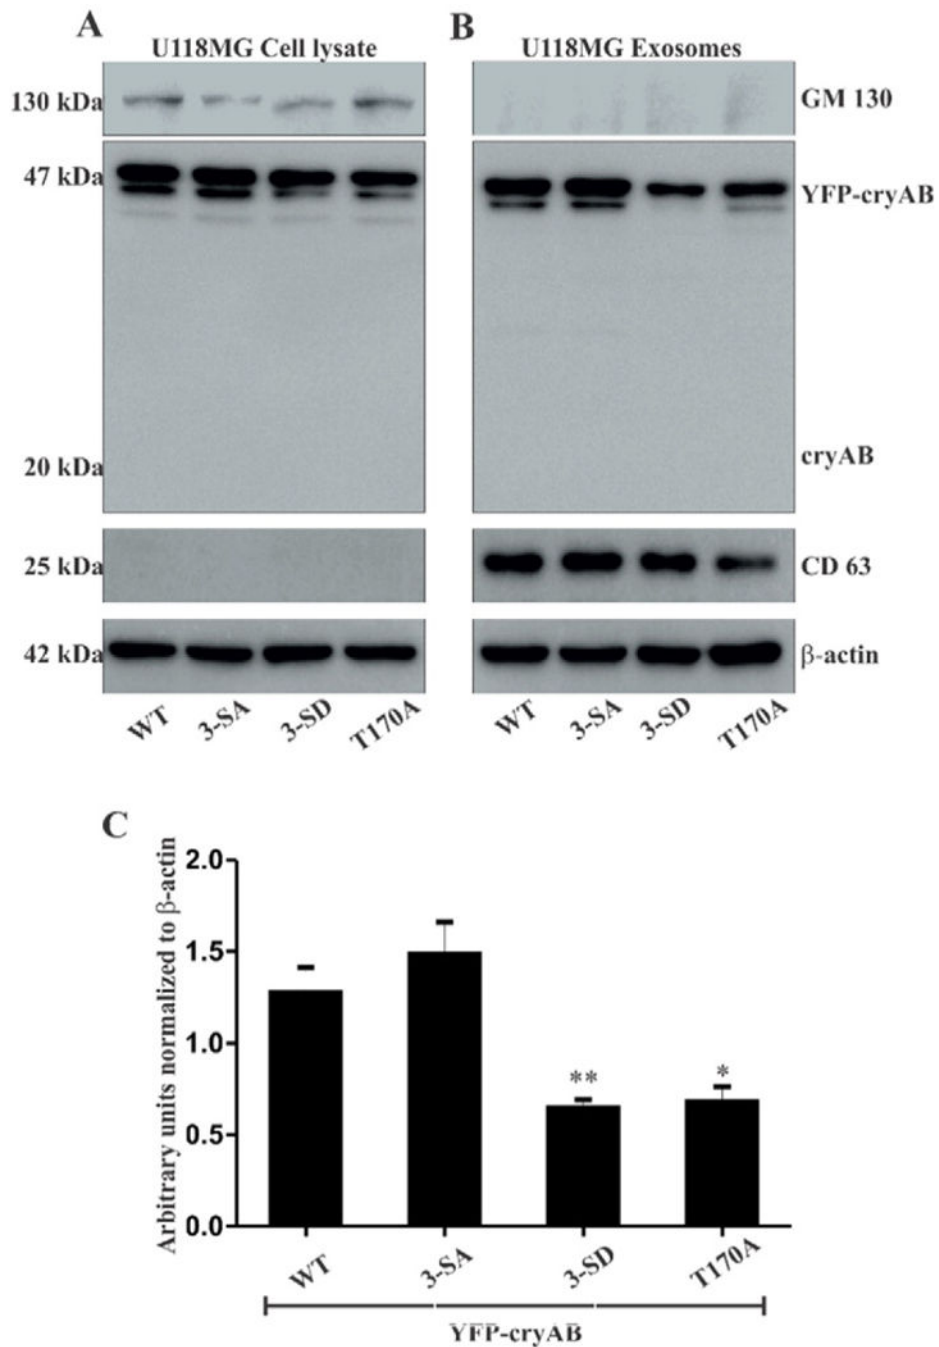 A
B
U118MG Cell lysate
U118MG Exosomes
130 kDa
GM 130
47 kDa
YFP-cryAB
20 kDa
cryAB
25 kDa
CD 63
42 kDa
β-actin
WT
3-SA
3-SD
T170A
WT
3-SA
3-SD
T170A
C
Arbitrary units normalized to β-actin
2.0
1.5
1.0
0.5
0.0
**
*
WT
3-SA
3-SD
T170A
YFP-cryAB